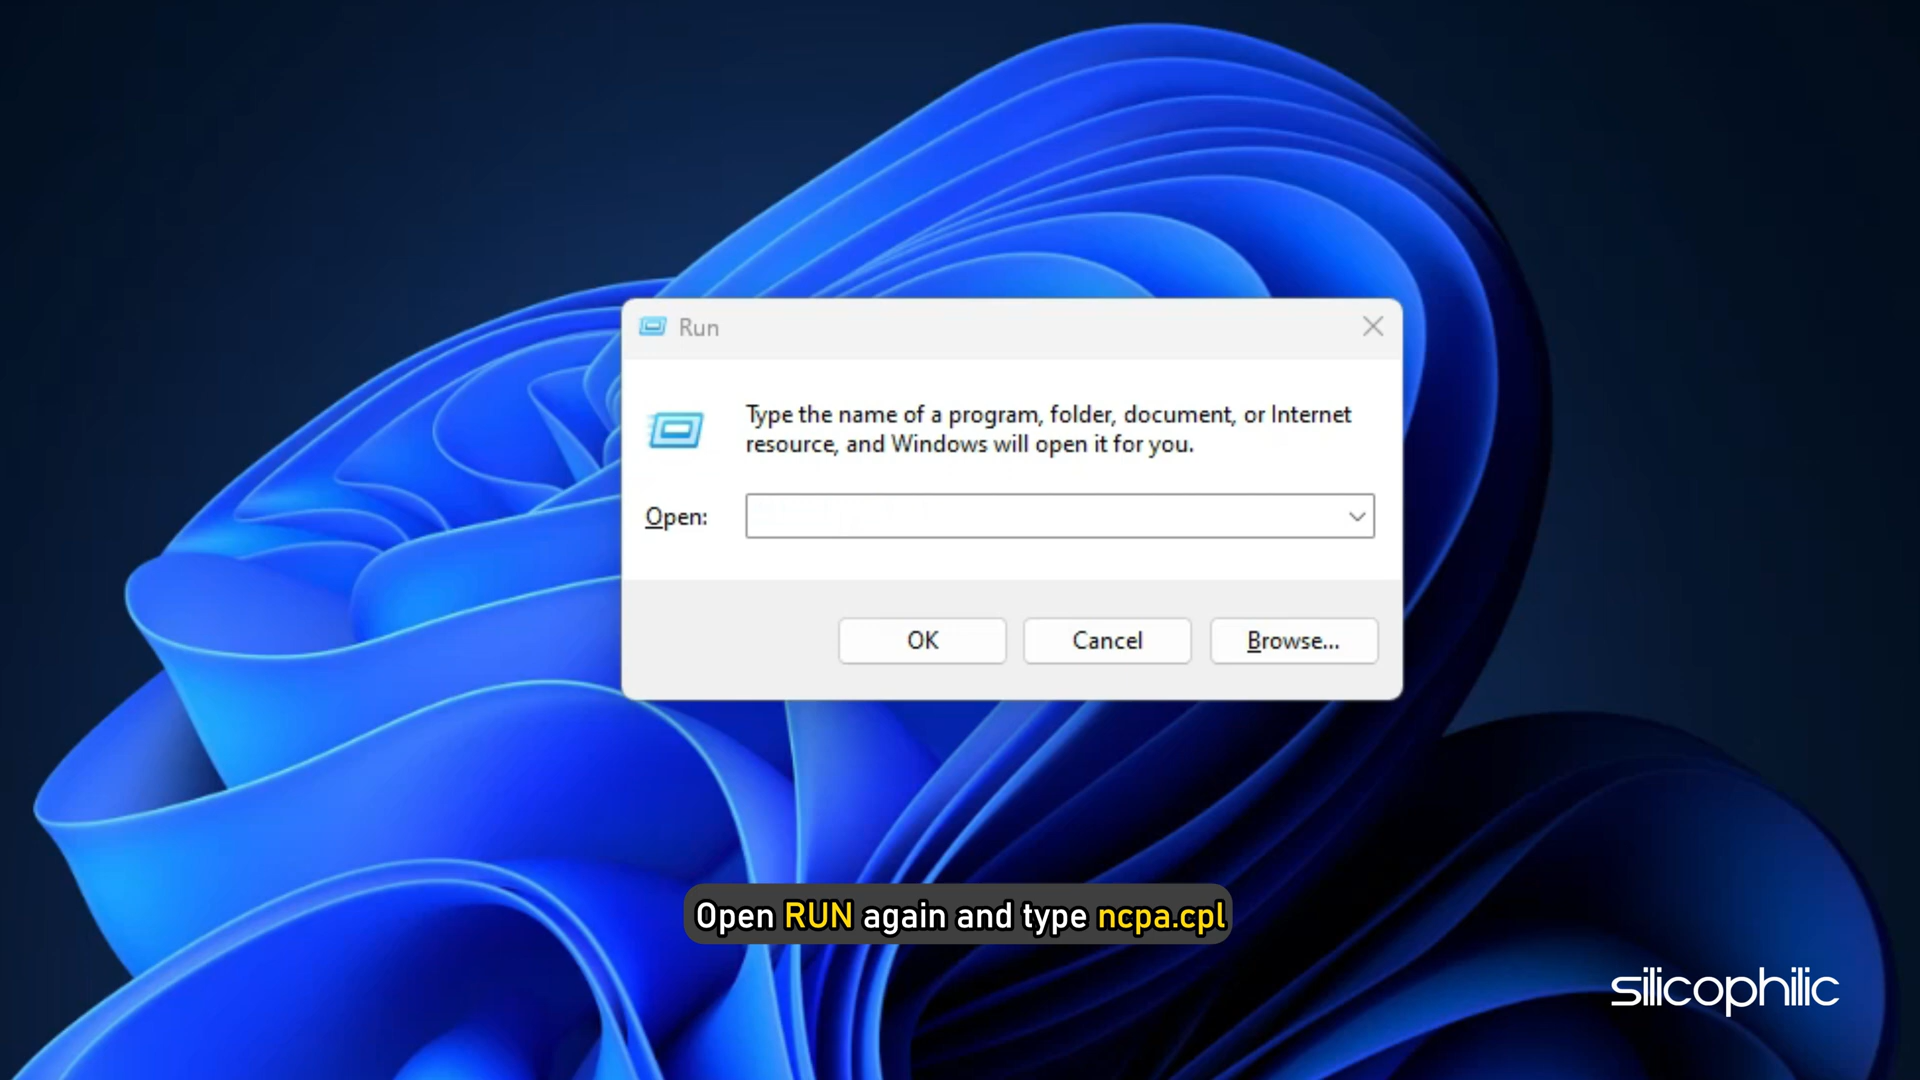 Run
Type the name of a program, folder, document, or Internet
resource, and Windows will open it for you.
Open:
OK
Cancel
Browse...
Open RUN again and type ncpa.cpl
silicophilic